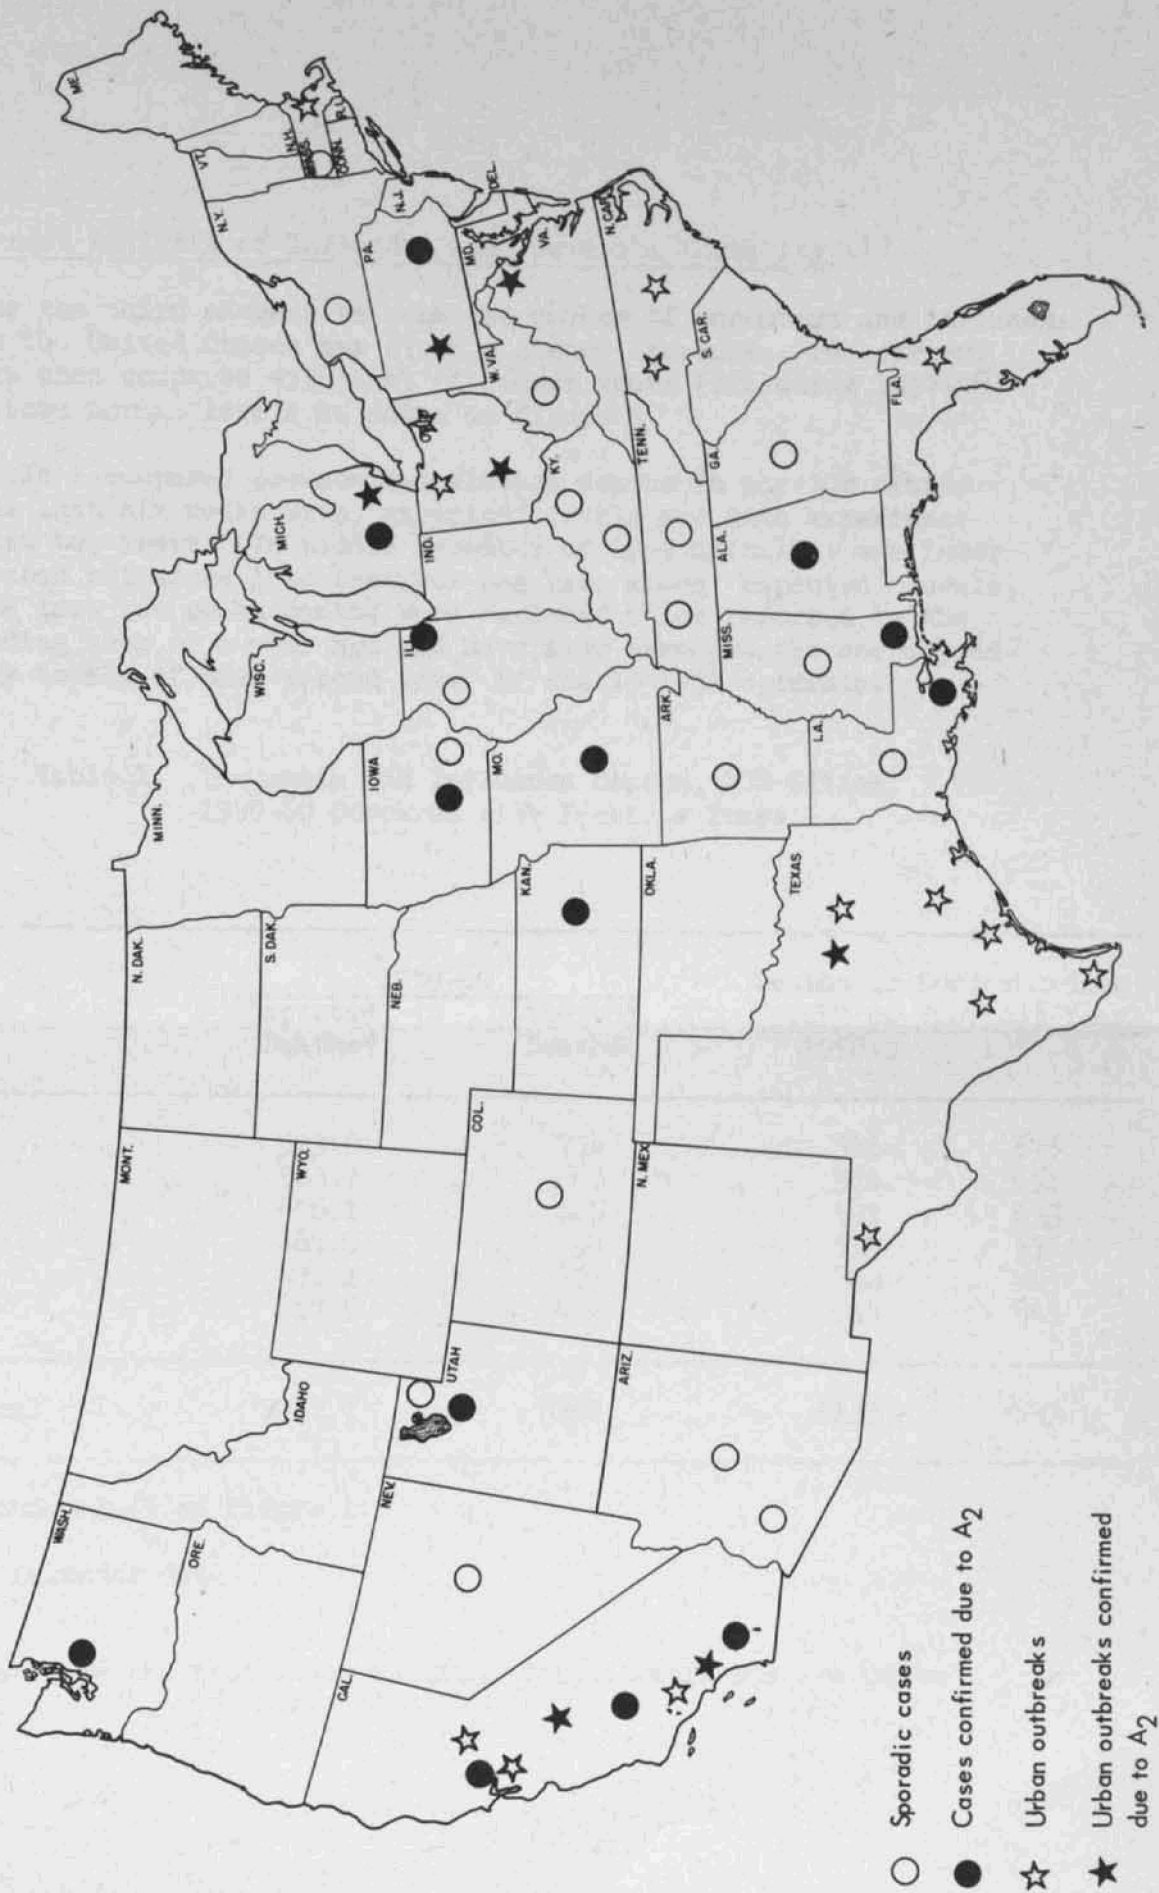 WASH.
ORE.
CAL.
NEV.
IDAHO
MONT.
WYO.
UTAH
ARIZ.
COL.
N. MEX.
N. DAK.
S. DAK.
NEB.
KAN.
OKLA.
TEXAS
MINN.
IOWA
MO.
ARK.
LA.
WISC.
ILL.
MISS.
MICH.
IND.
KY.
TENN.
ALA.
GA.
FLA.
S. CAR.
N. CAR.
VA.
W. VA.
MD.
DEL.
PA.
N.J.
N.Y.
VT.
N.H.
MASS.
CONN.
R.I.
ME.
Sporadic cases
Cases confirmed due to A2
Urban outbreaks
Urban outbreaks confirmed
due to A2